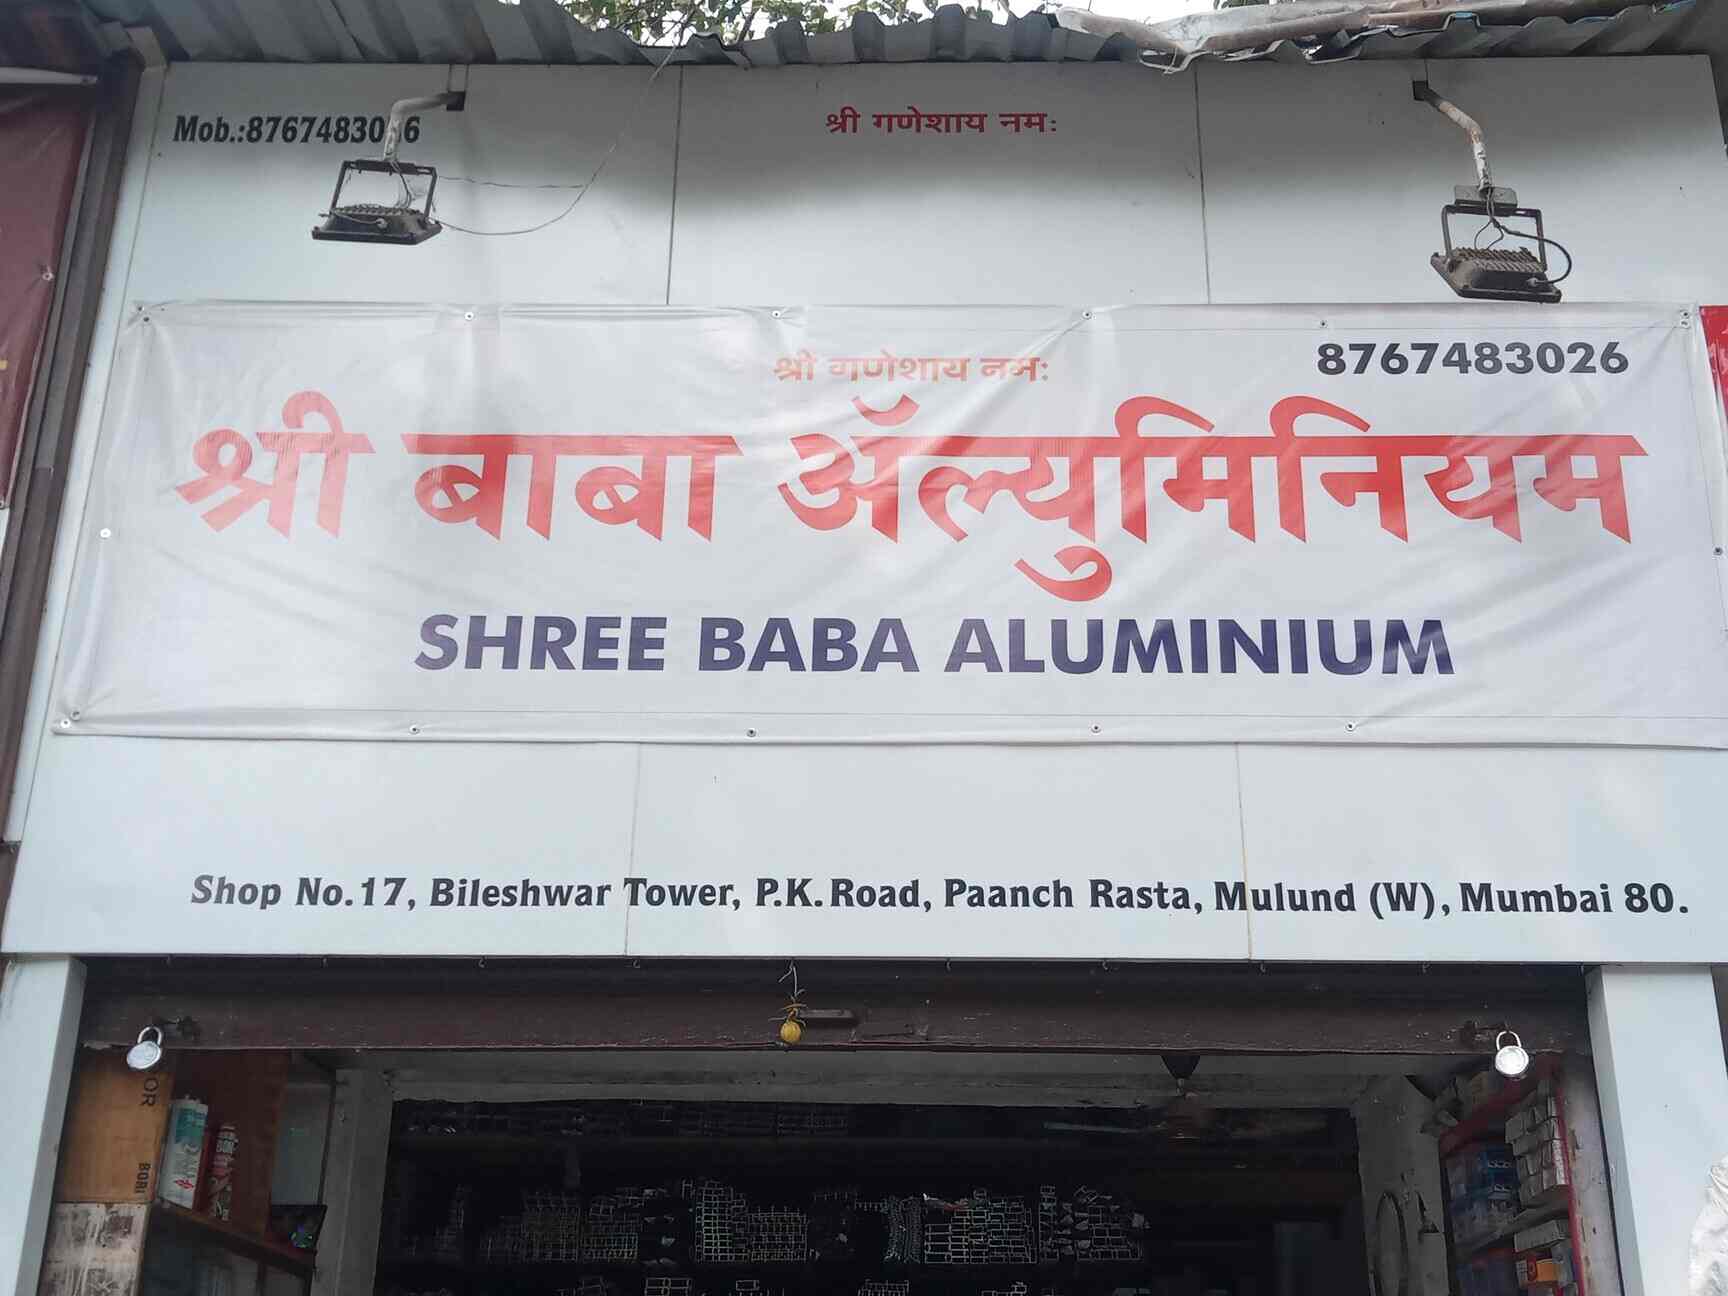 Mob.:8767483026
श्री गणेशाय नमः
श्री गणेशाय नमः
8767483026
श्री बाबा ॲल्युमिनियम
SHREE BABA ALUMINIUM
Shop No.17, Bileshwar Tower, P.K. Road, Paanch Rasta, Mulund (W), Mumbai 80.